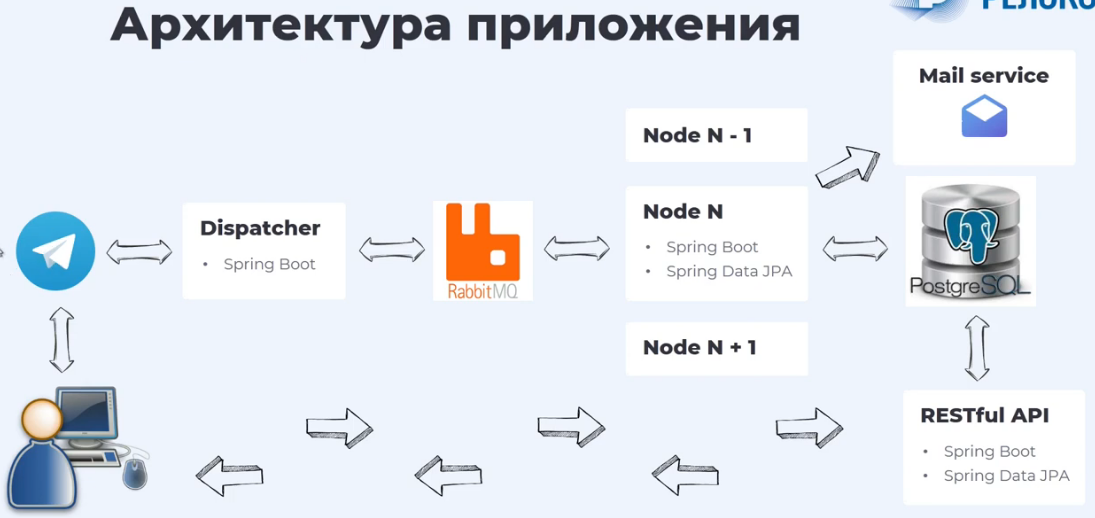 Архитектура приложения
Mail service
Node N - 1
Dispatcher
• Spring Boot
RabbitMQ
Node N
• Spring Boot
• Spring Data JPA
PostgreSQL
Node N + 1
RESTful API
• Spring Boot
• Spring Data JPA